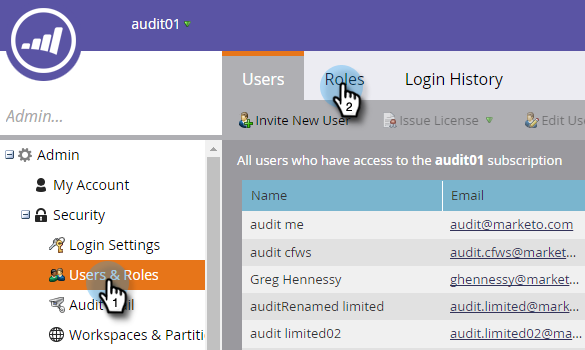 audit01
Users Roles Login History
Admin...
Invite New User Issue License Edit Us
Admin
All users who have access to the audit01 subscription
My Account
Name Email
Security
audit me audit@marketo.com
Login Settings
audit cfws audit.cfws@market...
Users & Roles
1
2
Greg Hennessy ghennessy@market...
Audit
auditRenamed limited audit.limited@mark...
Workspaces & Partiti
audit limited02 audit.limited02@ma...